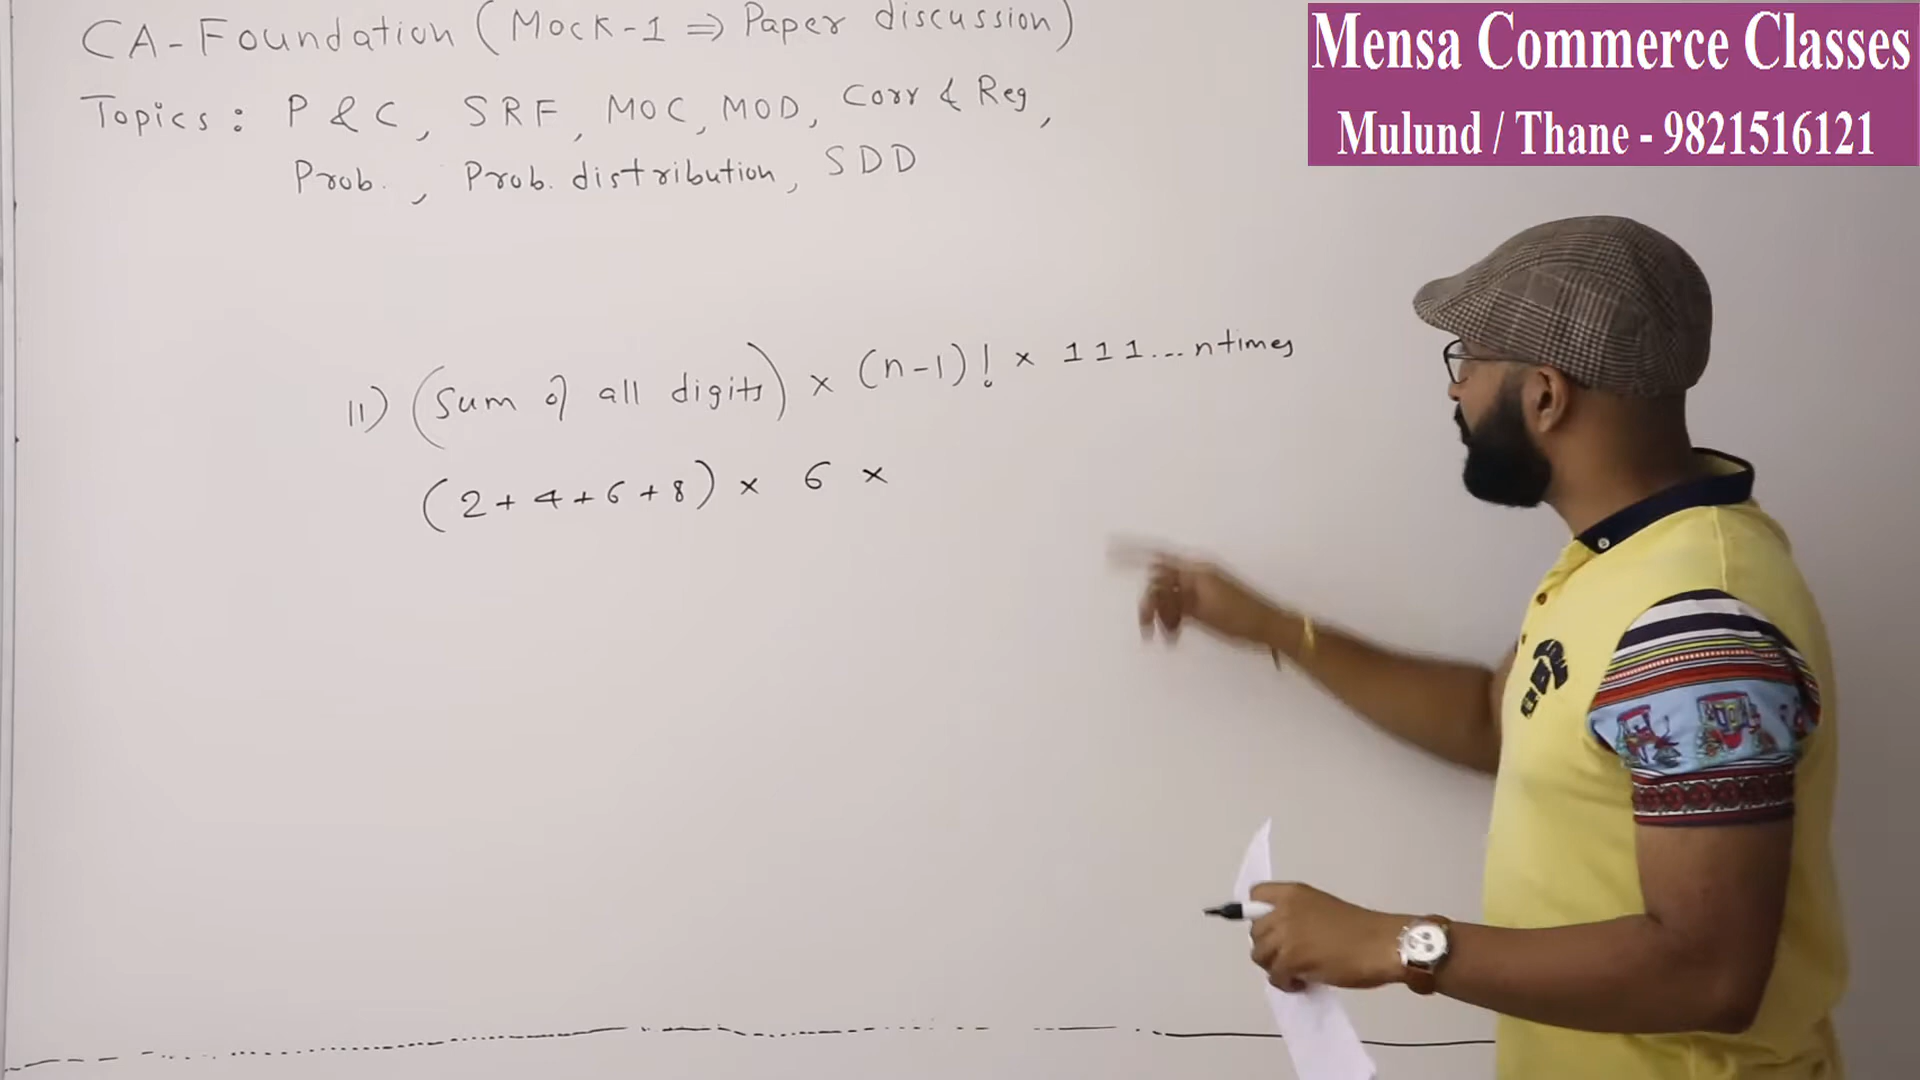 CA-Foundation (Mock-1 ⇒ Paper discussion)
Topics: P & C, SRF, MOC, MOD, Corr & Reg,
Prob., Prob. distribution, SDD
Mensa Commerce Classes
Mulund / Thane - 9821516121
11) (Sum of all digits) × (n-1)! × 111...n times
(2+4+6+8) × 6 ×